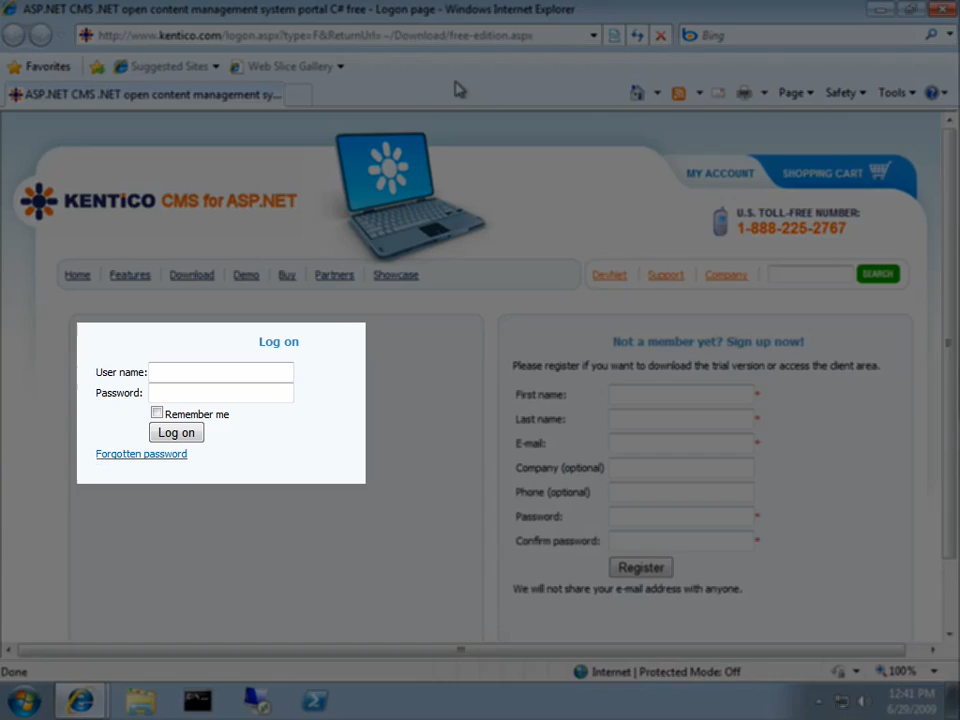 ASP.NET CMS .NET open content management system portal C# free - Logon page - Windows Internet Explorer
http://www.kentico.com/logon.aspx?type=F&ReturnUrl=~/Download/free-edition.aspx
Bing
Favorites
Suggested Sites
Web Slice Gallery
ASP.NET CMS .NET open content management sy...
Page
Safety
Tools
MY ACCOUNT
SHOPPING CART
KENTICO CMS for ASP.NET
U.S. TOLL-FREE NUMBER:
1-888-225-2767
Home
Features
Download
Demo
Buy
Partners
Showcase
DevNet
Support
Company
SEARCH
Log on
User name:
Password:
Remember me
Log on
Forgotten password
Not a member yet? Sign up now!
Please register if you want to download the trial version or access the client area.
First name: *
Last name: *
E-mail: *
Company (optional)
Phone (optional)
Password: *
Confirm password: *
Register
We will not share your e-mail address with anyone.
Done
Internet | Protected Mode: Off
100%
12:41 PM
6/29/2009